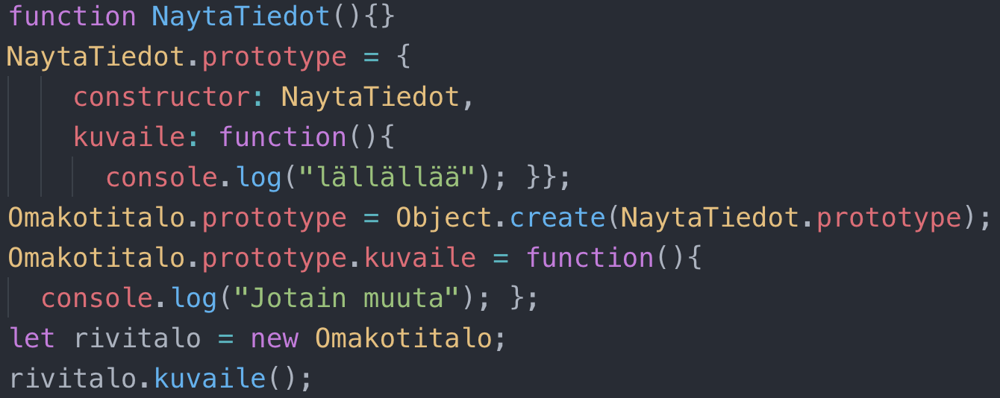 function NaytaTiedot(){}
NaytaTiedot.prototype = {
constructor: NaytaTiedot,
kuvaile: function(){
console.log("lällällää"); }};
Omakotitalo.prototype = Object.create(NaytaTiedot.prototype);
Omakotitalo.prototype.kuvaile = function(){
console.log("Jotain muuta"); };
let rivitalo = new Omakotitalo;
rivitalo.kuvaile();